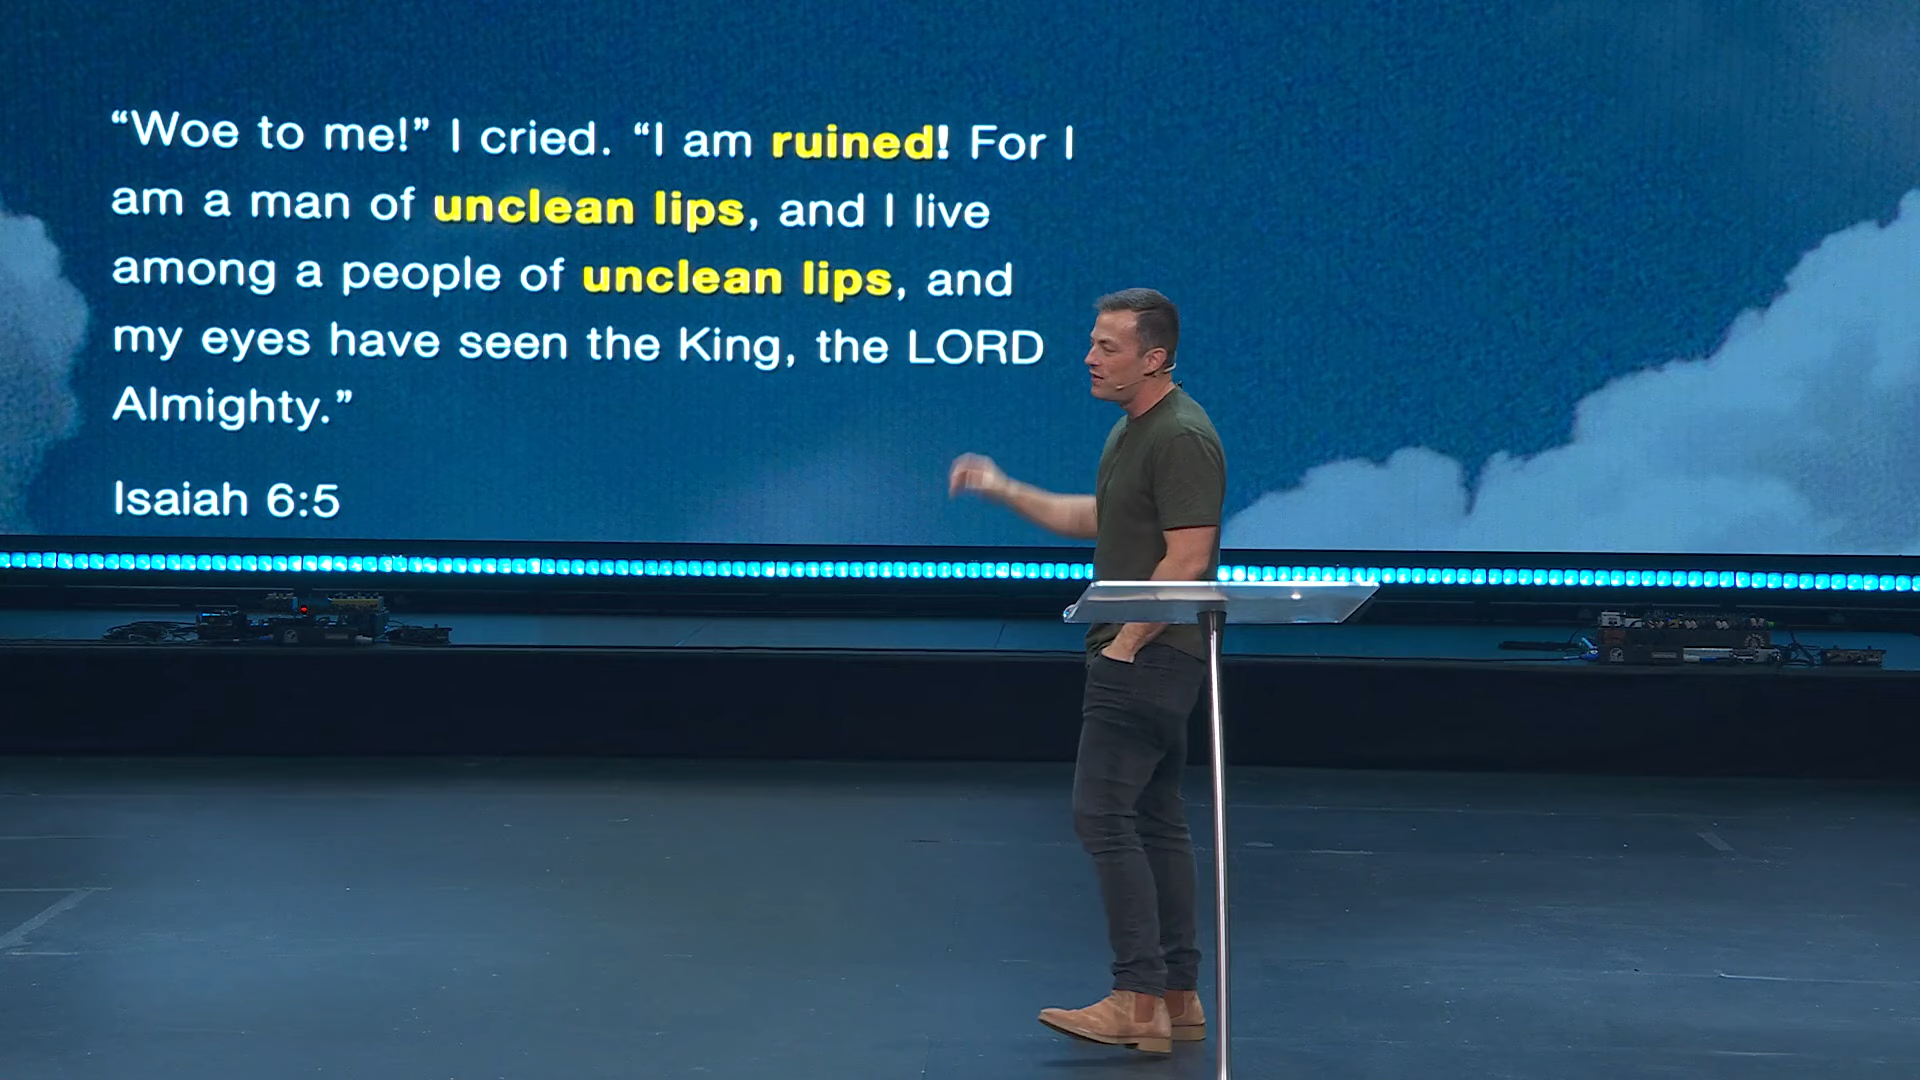 “Woe to me!” I cried. “I am ruined! For I
am a man of unclean lips, and I live
among a people of unclean lips, and
my eyes have seen the King, the LORD
Almighty.”
Isaiah 6:5